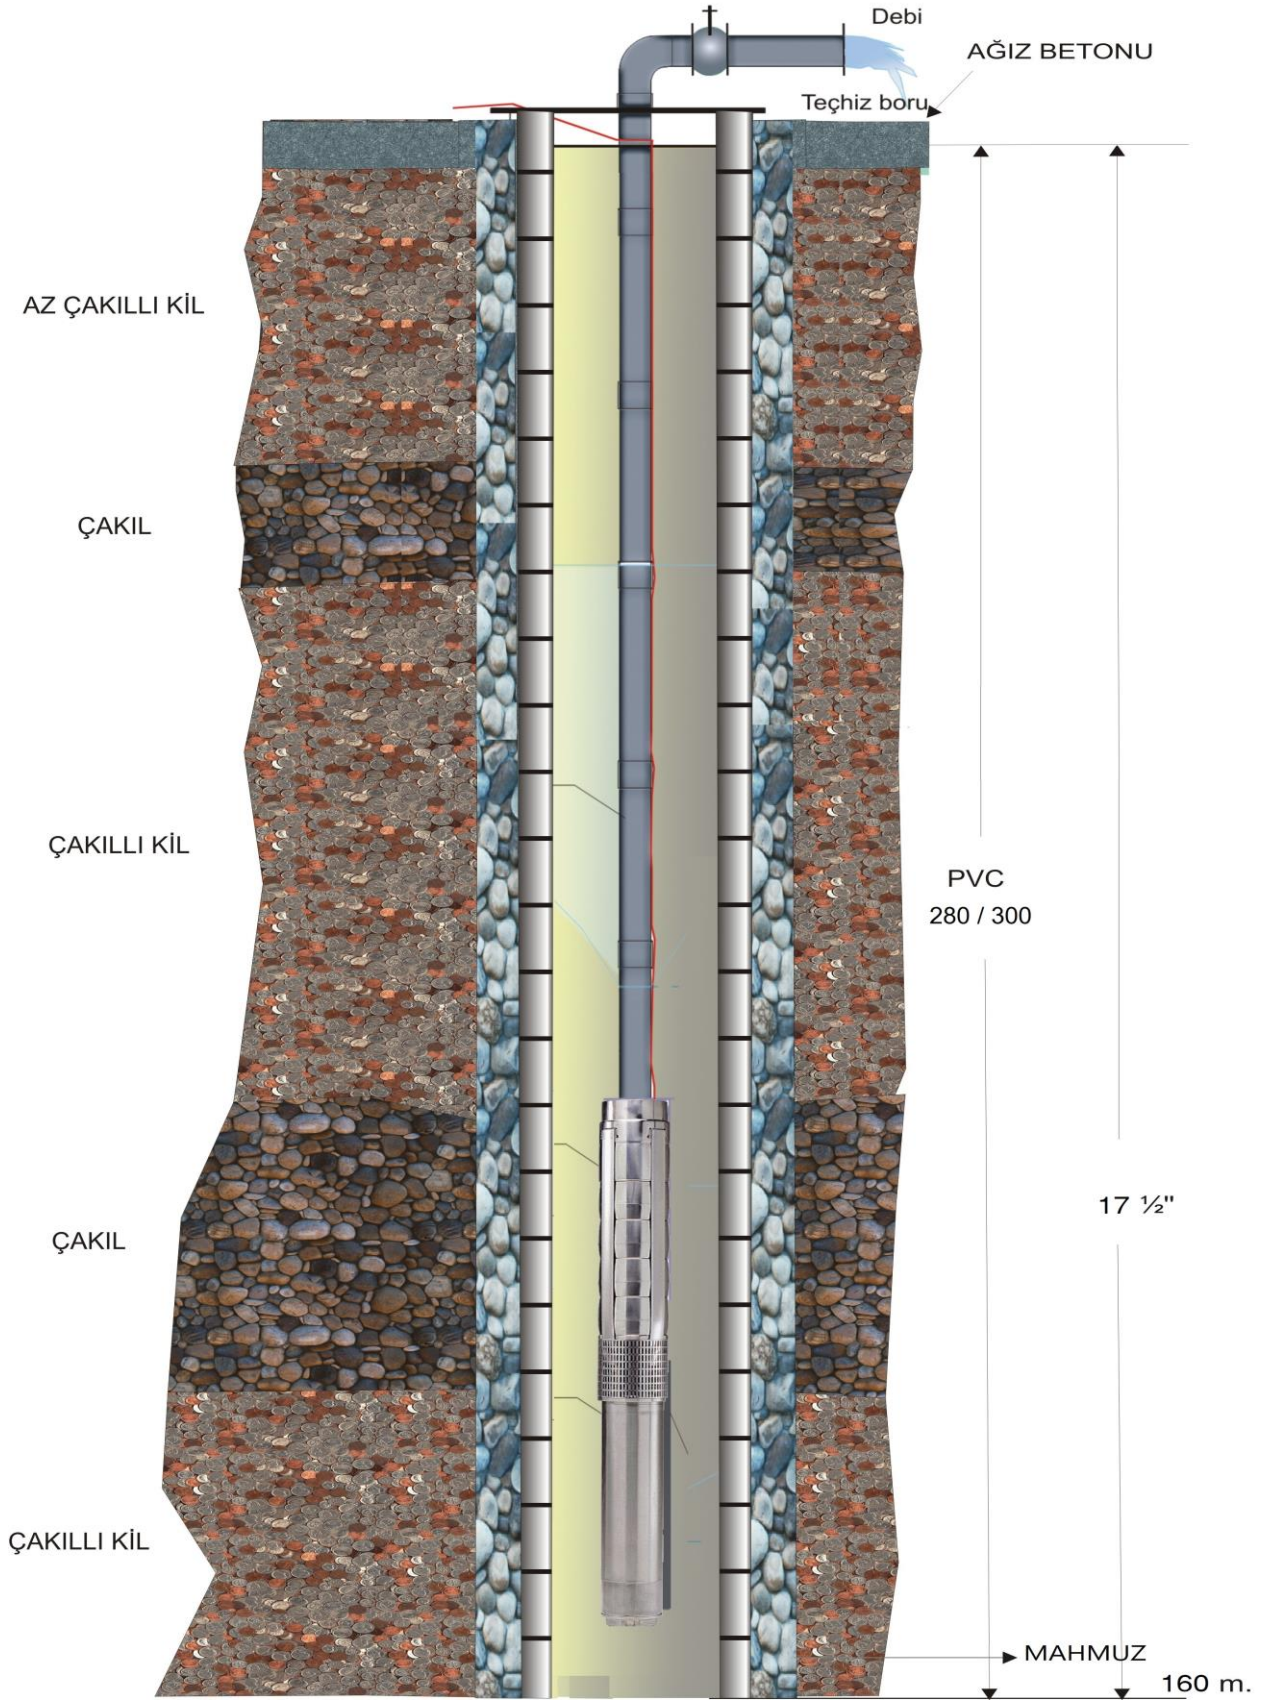 Debi
AĞIZ BETONU
Teçhiz boru
AZ ÇAKILLI KİL
ÇAKIL
ÇAKILLI KİL
PVC
280 / 300
17 ½"
ÇAKIL
ÇAKILLI KİL
MAHMUZ
160 m.